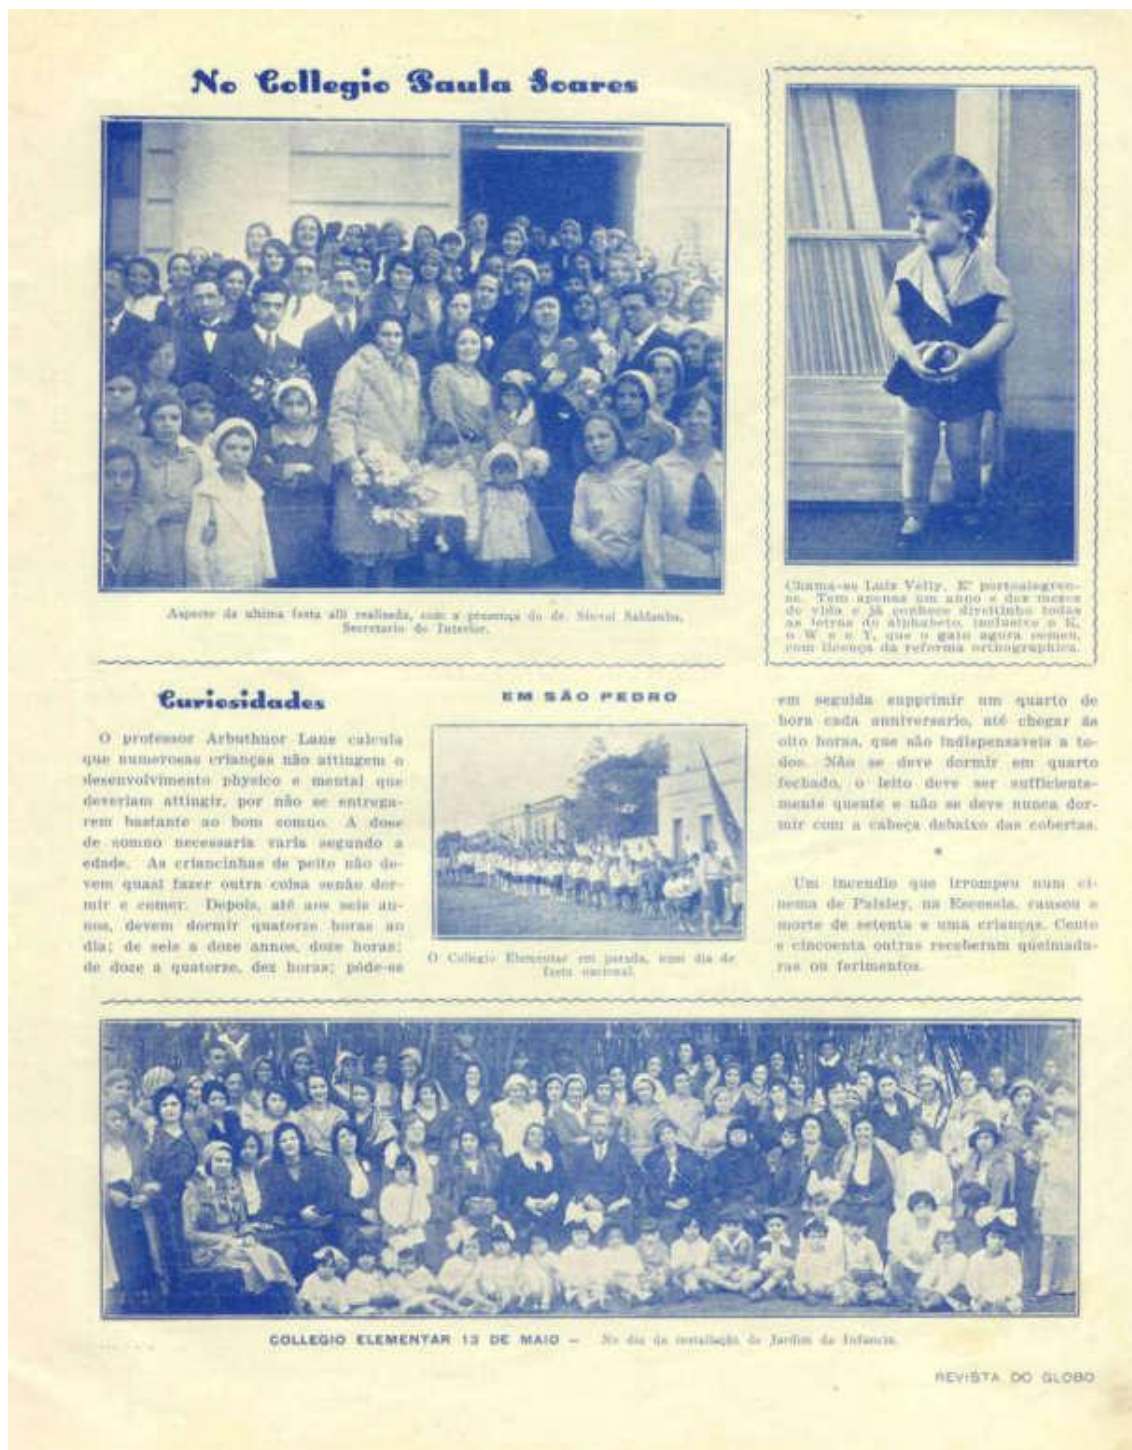 No Collegio Paula Soares
Aspecto da ultima festa alli realisada, com a presença do dr. Sinval Saldanha,
Secretario do Interior.
Chama-se Luiz Velly. E' portoalegren-
se. Tem apenas um anno e dez mezes
de vida e já conhece direitinho todas
as letras do alphabeto, inclusive o K,
o W e o Y, que o gato agora comeu,
com licença da reforma orthographica.
Curiosidades
O professor Arbuthnor Lane calcula
que numerosas crianças não attingem o
desenvolvimento physico e mental que
deveriam attingir, por não se entrega-
rem bastante ao bom somno. A dose
de somno necessaria varia segundo a
edade. As criancinhas de peito não de-
vem quasi fazer outra coisa senão dor-
mir e comer. Depois, até aos seis an-
nos, devem dormir quatorze horas ao
dia; de seis a doze annos, doze horas;
de doze a quatorze, dez horas; póde-se
EM SÃO PEDRO
O Collegio Elementar em parada, num dia de
festa nacional.
em seguida supprimir um quarto de
hora cada anniversario, até chegar ás
oito horas, que são indispensaveis a to-
dos. Não se deve dormir em quarto
fechado, o leito deve ser sufficiente-
mente quente e não se deve nunca dor-
mir com a cabeça debaixo das cobertas.
*
Um incendio que irrompeu num ci-
nema de Paisley, na Escossia, causou a
morte de setenta e uma crianças. Cento
e cincoenta outras receberam queimadu-
ras ou ferimentos.
COLLEGIO ELEMENTAR 13 DE MAIO — No dia da installação do Jardim da Infancia.
REVISTA DO GLOBO